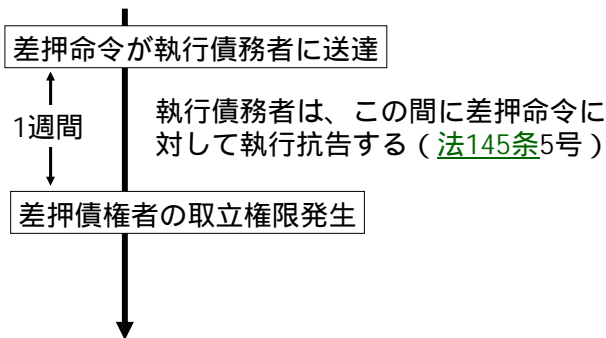 差押命令が執行債務者に送達
1週間
執行債務者は、この間に差押命令に
対して執行抗告する（法145条5号）
差押債権者の取立権限発生